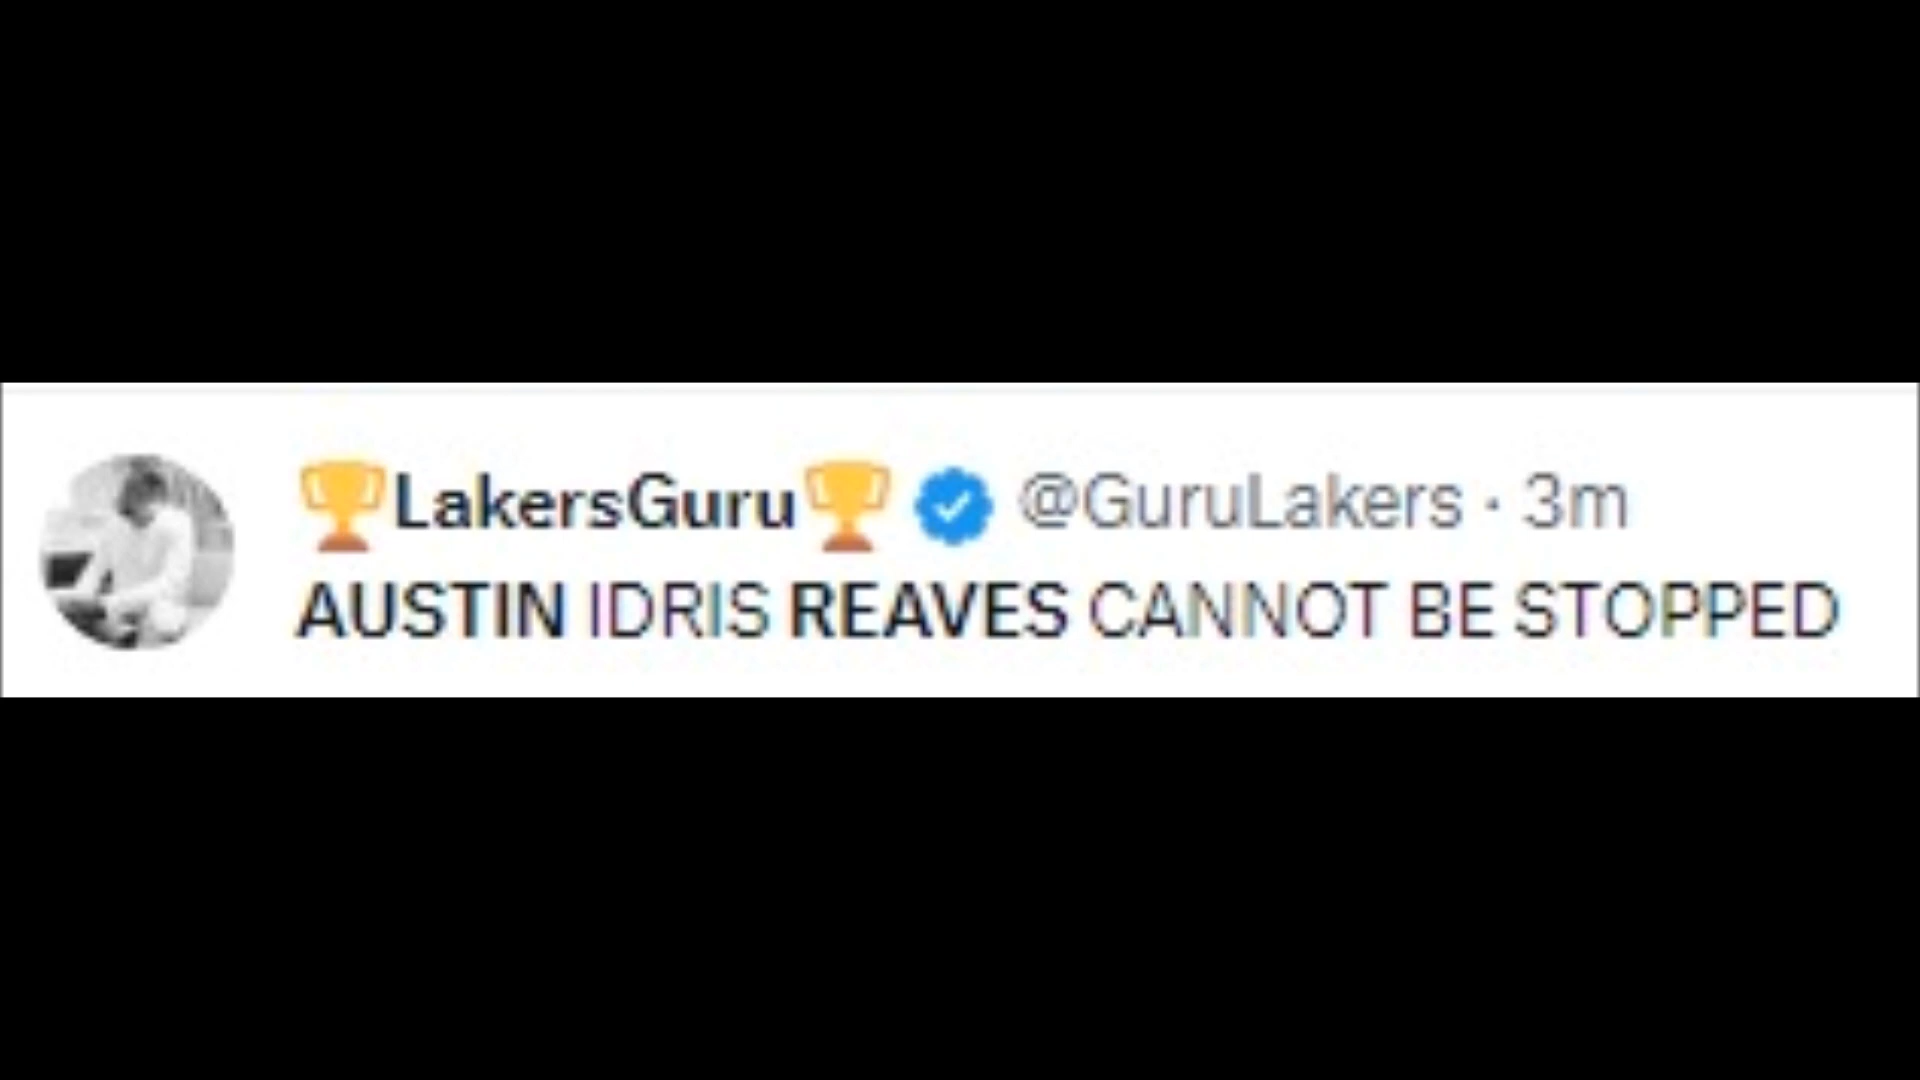 🏆LakersGuru🏆 @GuruLakers · 3m
AUSTIN IDRIS REAVES CANNOT BE STOPPED